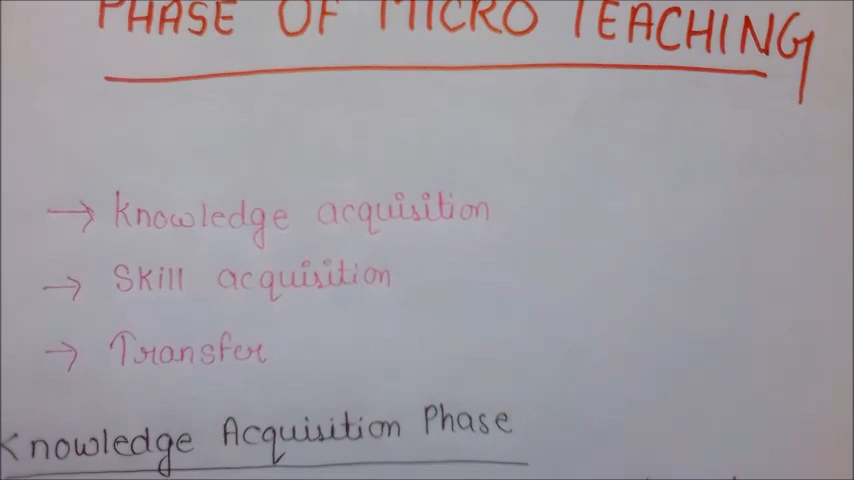 PHASE OF MICRO TEACHING
→ Knowledge acquisition
→ Skill acquisition
→ Transfer
Knowledge Acquisition Phase